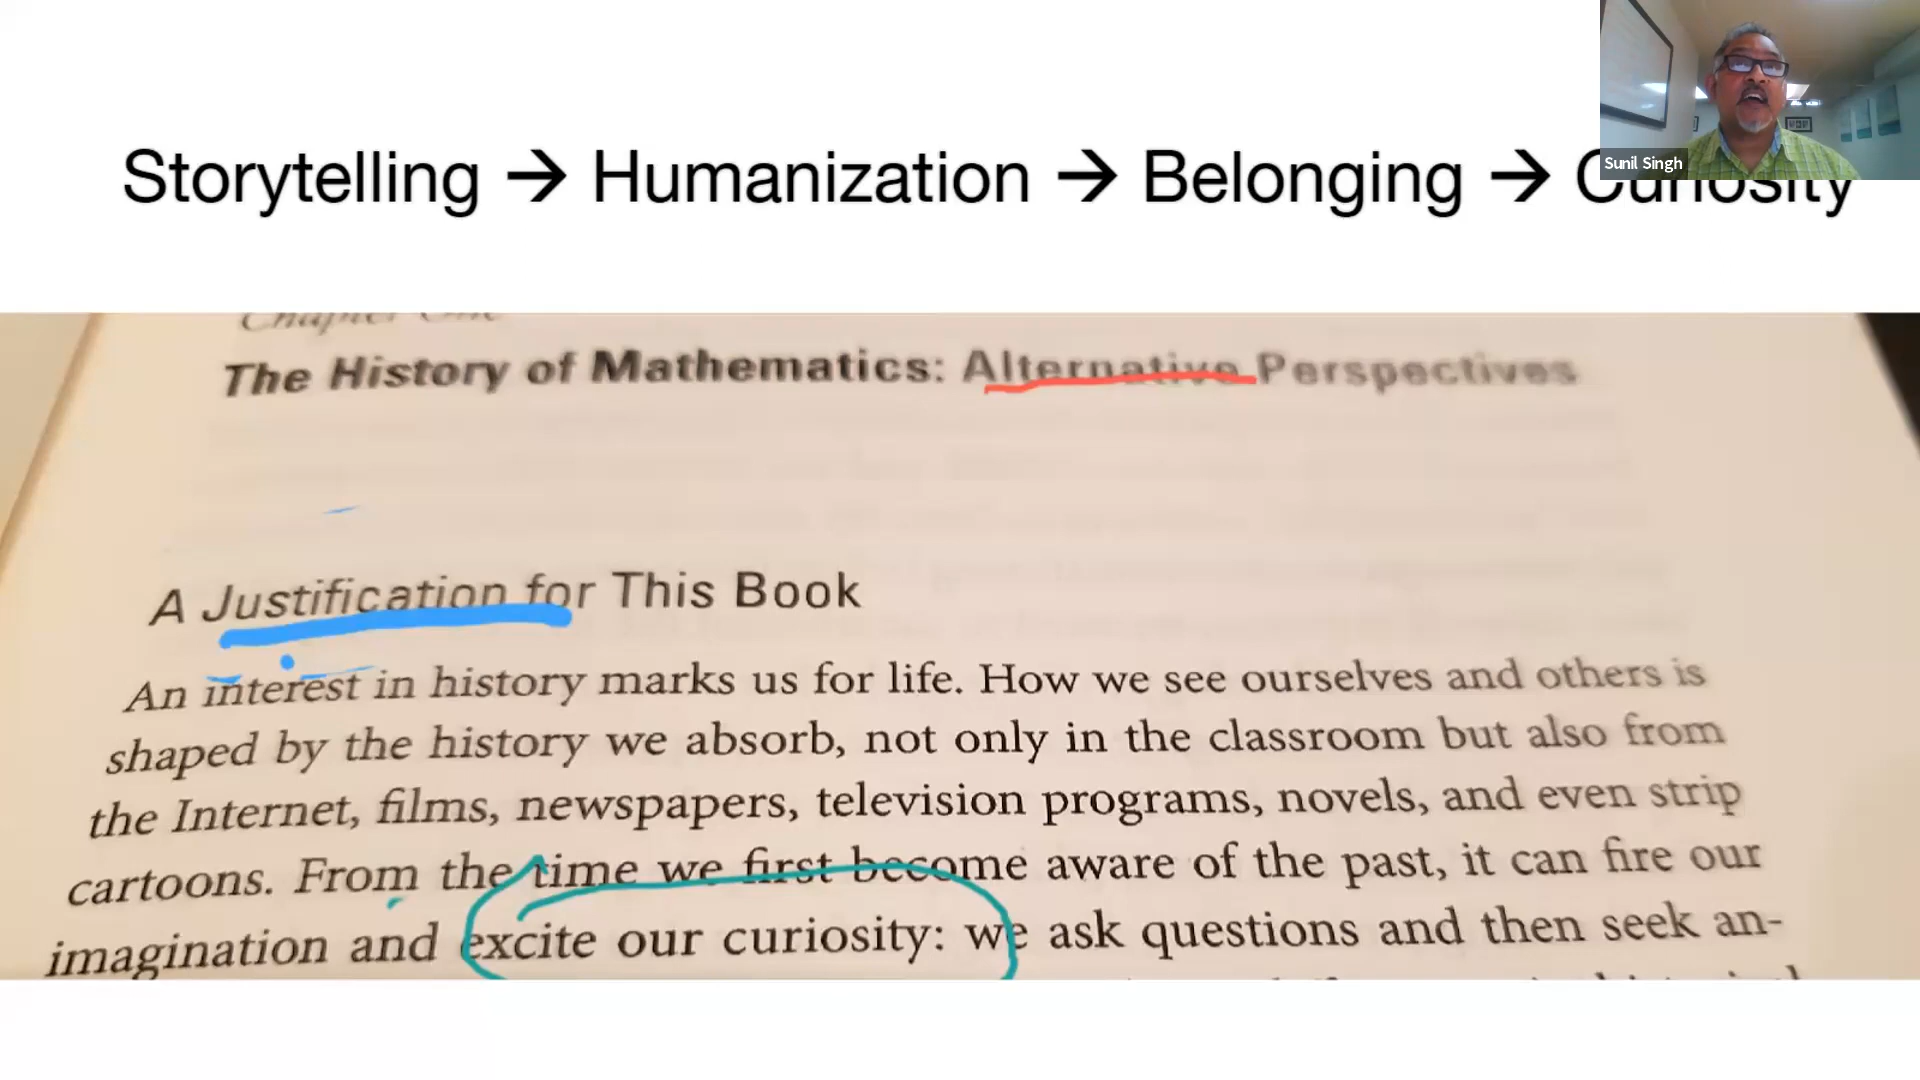 Sunil Singh
Storytelling → Humanization → Belonging → Curiosity
Chapter One
The History of Mathematics: Alternative Perspectives
A Justification for This Book
An interest in history marks us for life. How we see ourselves and others is
shaped by the history we absorb, not only in the classroom but also from
the Internet, films, newspapers, television programs, novels, and even strip
cartoons. From the time we first become aware of the past, it can fire our
imagination and excite our curiosity: we ask questions and then seek an-